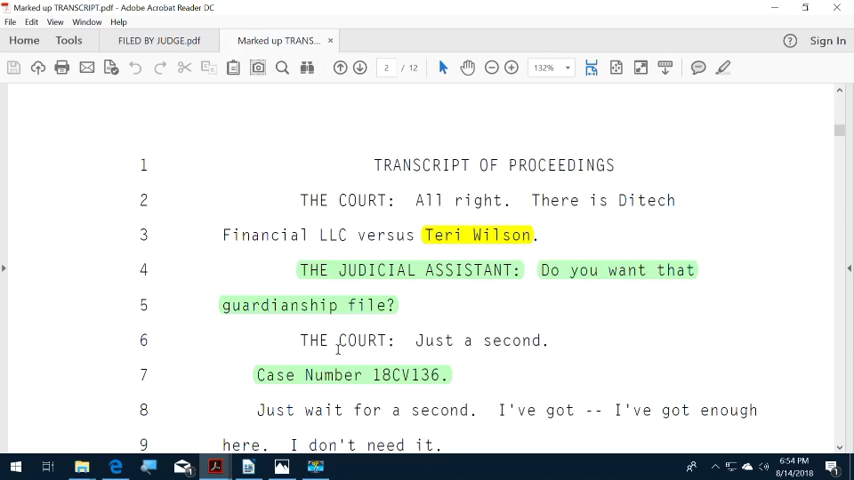 Marked up TRANSCRIPT.pdf - Adobe Acrobat Reader DC
File Edit View Window Help
Home Tools FILED BY JUDGE.pdf Marked up TRANS... × Sign In
2 / 12 132%
1 TRANSCRIPT OF PROCEEDINGS
2 THE COURT: All right. There is Ditech
3 Financial LLC versus Teri Wilson.
4 THE JUDICIAL ASSISTANT: Do you want that
5 guardianship file?
6 THE COURT: Just a second.
7 Case Number 18CV136.
8 Just wait for a second. I've got -- I've got enough
9 here. I don't need it.
6:54 PM
8/14/2018